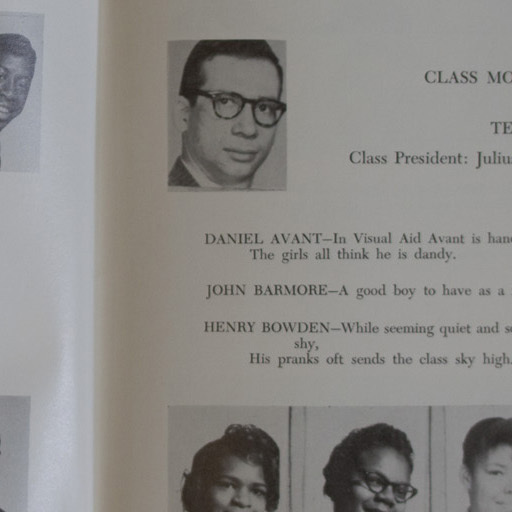 CLASS MO
TE
Class President: Juliu
DANIEL AVANT—In Visual Aid Avant is han
The girls all think he is dandy.
JOHN BARMORE—A good boy to have as a
HENRY BOWDEN—While seeming quiet and s
shy,
His pranks oft sends the class sky high.